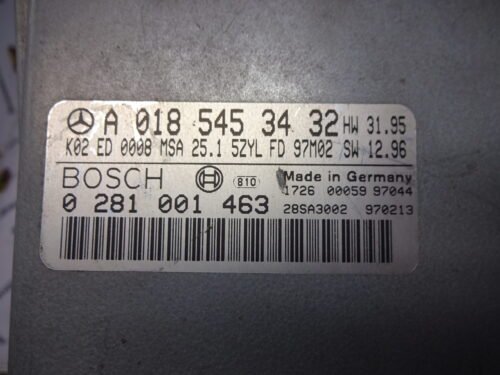 A 018 545 34 32 HW 31.95
K02 ED 0008 MSA 25.1 5ZYL FD 97M02 SW 12.96
BOSCH 810 Made in Germany
1726 00059 97044
0 281 001 463 28SA3002 970213